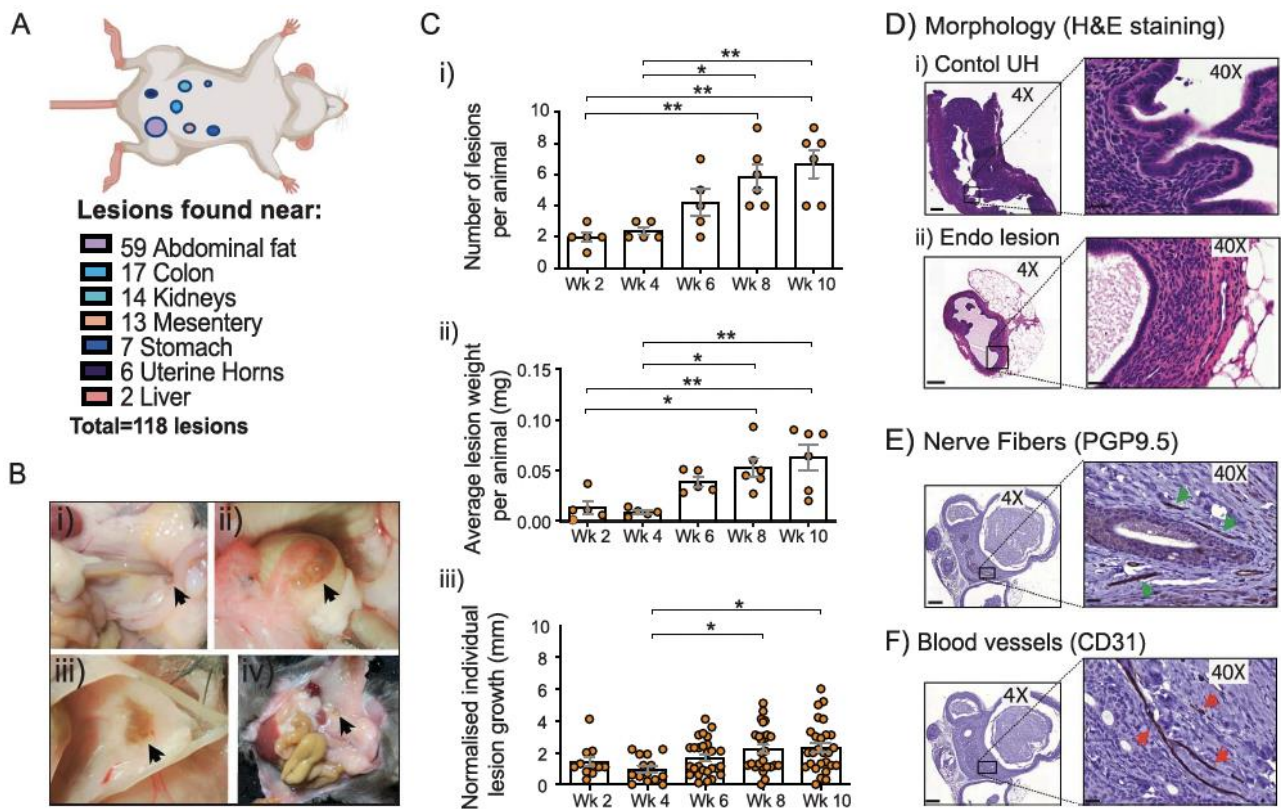 A
Lesions found near:
59 Abdominal fat
17 Colon
14 Kidneys
13 Mesentery
7 Stomach
6 Uterine Horns
2 Liver
Total=118 lesions
B
i)
ii)
iii)
iv)
C
i)
**
*
**
**
Number of lesions
per animal
10
8
6
4
2
0
Wk 2 Wk 4 Wk 6 Wk 8 Wk 10
ii)
**
*
**
*
Average lesion weight
per animal (mg)
0.15
0.10
0.05
0.00
Wk 2 Wk 4 Wk 6 Wk 8 Wk 10
iii)
*
*
Normalised individual
lesion growth (mm)
10
8
6
4
2
0
Wk 2 Wk 4 Wk 6 Wk 8 Wk 10
D) Morphology (H&E staining)
i) Contol UH
4X
40X
ii) Endo lesion
4X
40X
E) Nerve Fibers (PGP9.5)
4X
40X
F) Blood vessels (CD31)
4X
40X